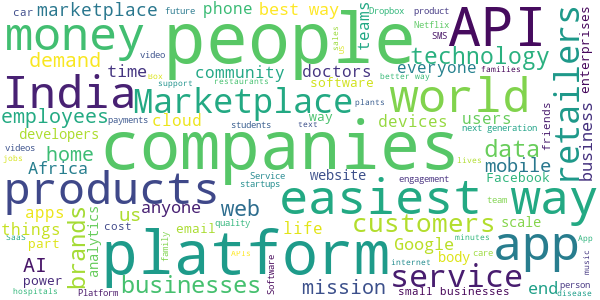 car marketplace future phone best way Dropbox product
money people teams Netflix SMS API retailers enterprises
demand video sales US technology
India time box community doctors everyone families
support restaurants software better way
Marketplace world
employees payments cloud way devices users
developers students text next generation friends business
videos home companies data
jobs Africa Service website mobile
startups engagement Facebook lives
products easiest way
apps us anyone web team
things brands analytics cost quality life customers scale
saas part email Google app
AI family platform minutes body care App music
power APIs internet service end person
hospitals Platform businesses Software mission small businesses disease